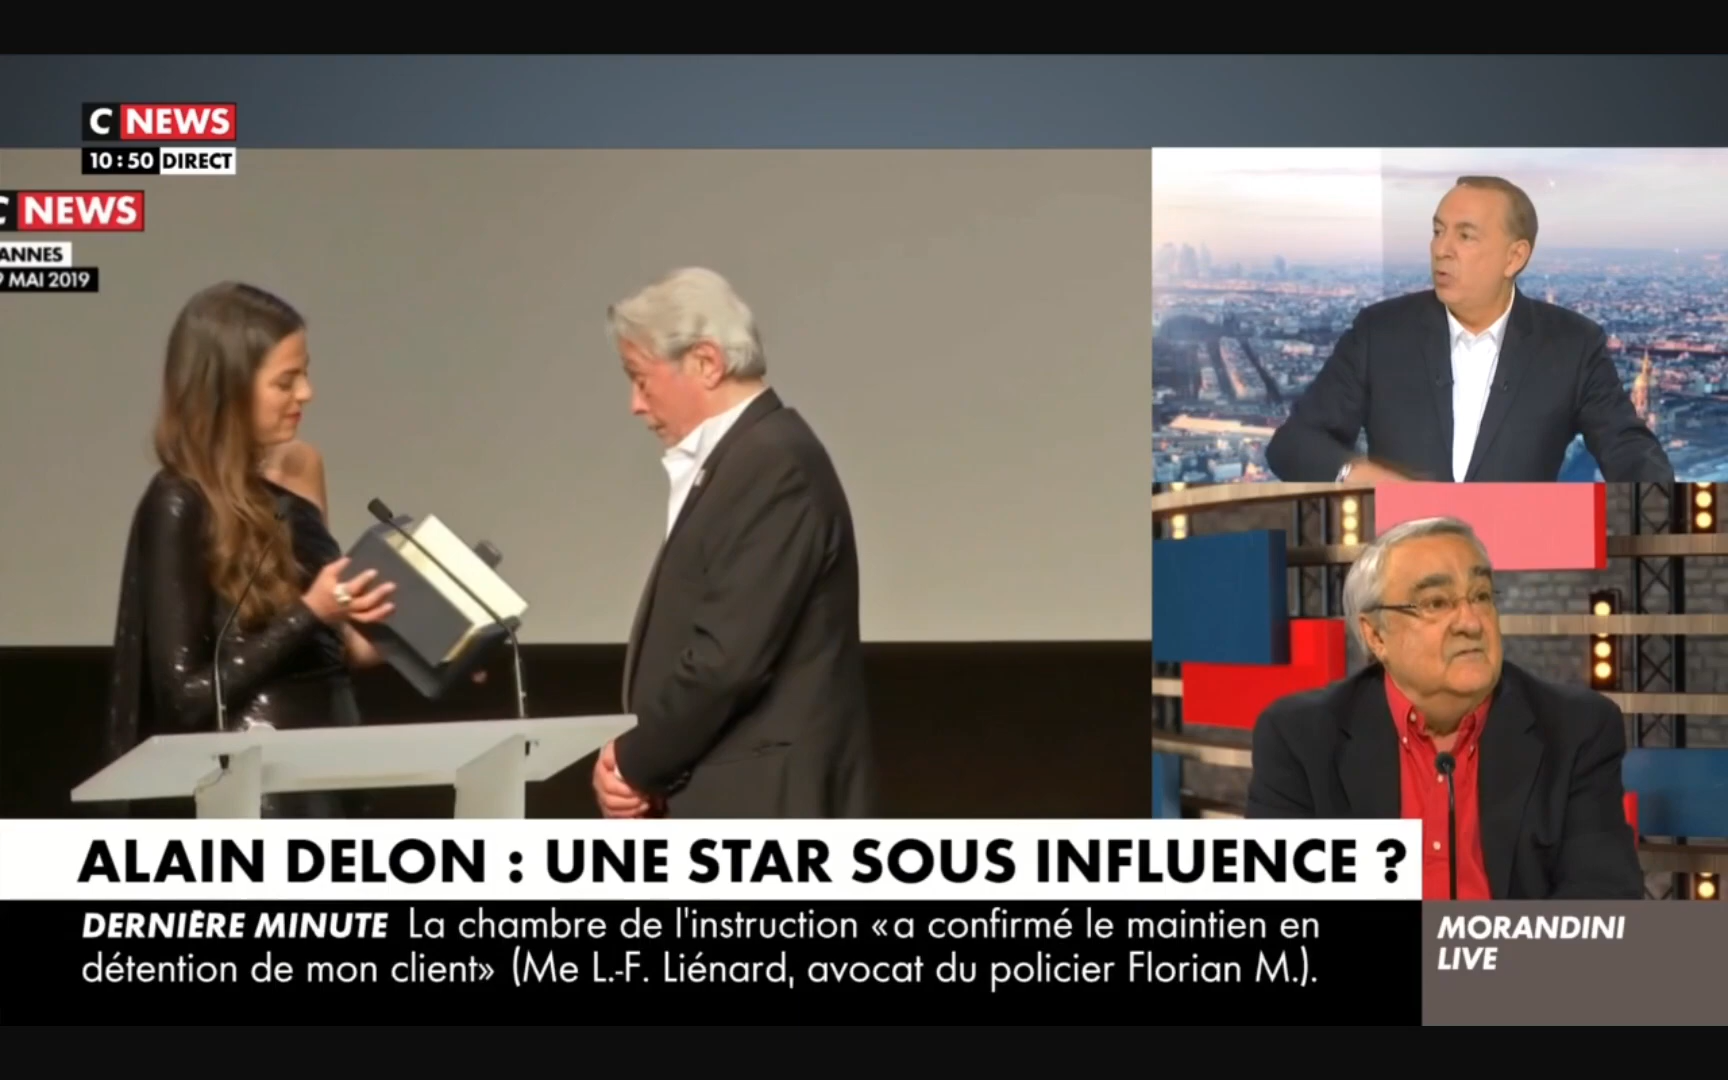 C NEWS
10:50 DIRECT
C NEWS
ANNES
9 MAI 2019
ALAIN DELON : UNE STAR SOUS INFLUENCE ?
DERNIÈRE MINUTE La chambre de l'instruction «a confirmé le maintien en
détention de mon client» (Me L.-F. Liénard, avocat du policier Florian M.).
MORANDINI
LIVE